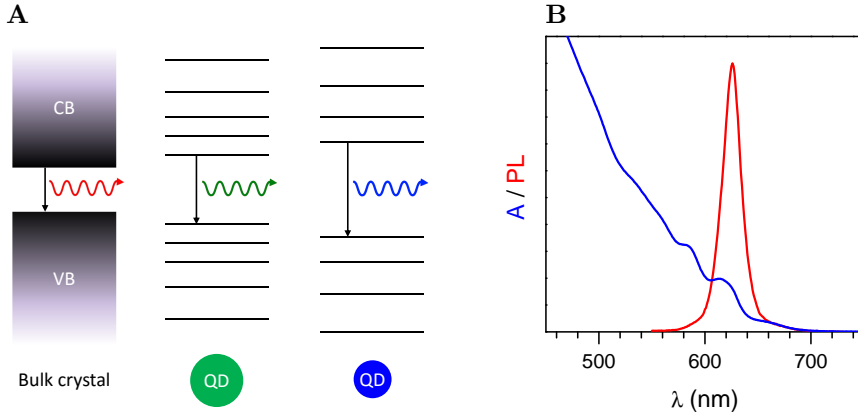 A
CB
VB
Bulk crystal
QD
QD
B
A / PL
500
600
700
λ (nm)